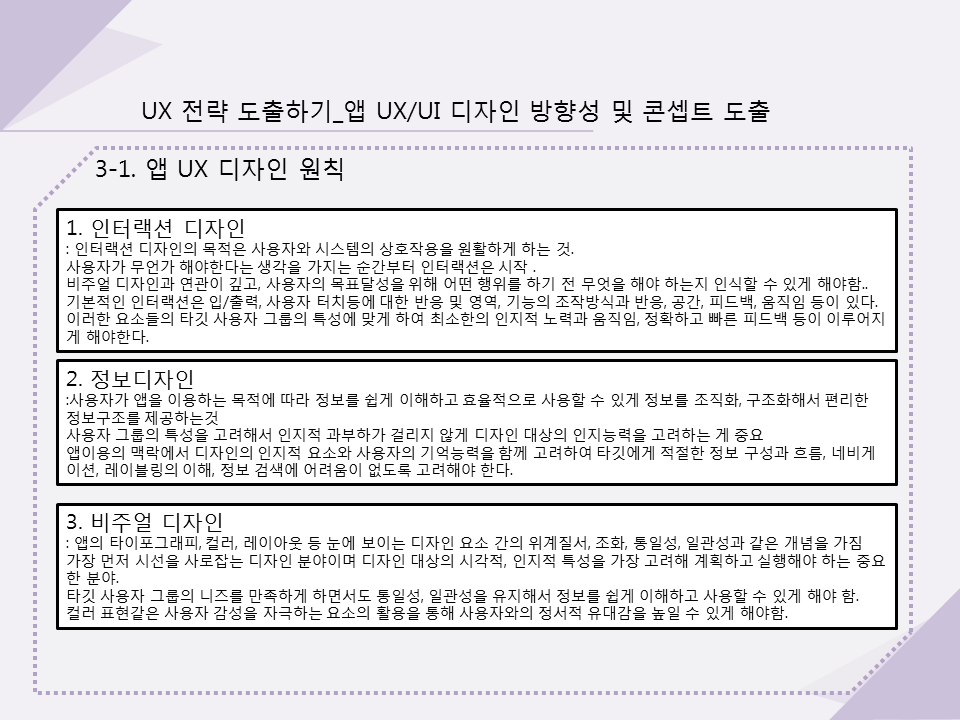 UX 전략 도출하기_앱 UX/UI 디자인 방향성 및 콘셉트 도출
3-1. 앱 UX 디자인 원칙
1. 인터랙션 디자인
: 인터랙션 디자인의 목적은 사용자와 시스템의 상호작용을 원활하게 하는 것.
사용자가 무언가 해야한다는 생각을 가지는 순간부터 인터랙션은 시작 .
비주얼 디자인과 연관이 깊고, 사용자의 목표달성을 위해 어떤 행위를 하기 전 무엇을 해야 하는지 인식할 수 있게 해야함..
기본적인 인터랙션은 입/출력, 사용자 터치등에 대한 반응 및 영역, 기능의 조작방식과 반응, 공간, 피드백, 움직임 등이 있다.
이러한 요소들의 타깃 사용자 그룹의 특성에 맞게 하여 최소한의 인지적 노력과 움직임, 정확하고 빠른 피드백 등이 이루어지
게 해야한다.
2. 정보디자인
:사용자가 앱을 이용하는 목적에 따라 정보를 쉽게 이해하고 효율적으로 사용할 수 있게 정보를 조직화, 구조화해서 편리한
정보구조를 제공하는것
사용자 그룹의 특성을 고려해서 인지적 과부하가 걸리지 않게 디자인 대상의 인지능력을 고려하는 게 중요
앱이용의 맥락에서 디자인의 인지적 요소와 사용자의 기억능력을 함께 고려하여 타깃에게 적절한 정보 구성과 흐름, 네비게
이션, 레이블링의 이해, 정보 검색에 어려움이 없도록 고려해야 한다.
3. 비주얼 디자인
: 앱의 타이포그래피, 컬러, 레이아웃 등 눈에 보이는 디자인 요소 간의 위계질서, 조화, 통일성, 일관성과 같은 개념을 가짐
가장 먼저 시선을 사로잡는 디자인 분야이며 디자인 대상의 시각적, 인지적 특성을 가장 고려해 계획하고 실행해야 하는 중요
한 분야.
타깃 사용자 그룹의 니즈를 만족하게 하면서도 통일성, 일관성을 유지해서 정보를 쉽게 이해하고 사용할 수 있게 해야 함.
컬러 표현같은 사용자 감성을 자극하는 요소의 활용을 통해 사용자와의 정서적 유대감을 높일 수 있게 해야함.